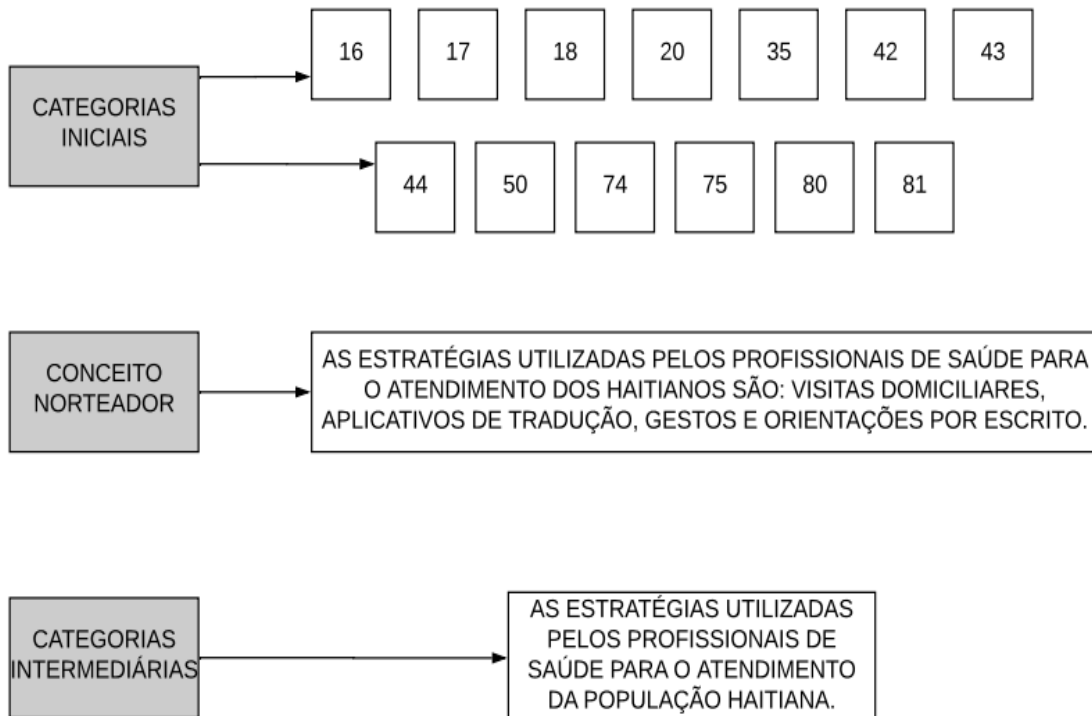 16 17 18 20 35 42 43
CATEGORIAS
INICIAIS
44 50 74 75 80 81
CONCEITO
NORTEADOR
AS ESTRATÉGIAS UTILIZADAS PELOS PROFISSIONAIS DE SAÚDE PARA
O ATENDIMENTO DOS HAITIANOS SÃO: VISITAS DOMICILIARES,
APLICATIVOS DE TRADUÇÃO, GESTOS E ORIENTAÇÕES POR ESCRITO.
CATEGORIAS
INTERMEDIÁRIAS
AS ESTRATÉGIAS UTILIZADAS
PELOS PROFISSIONAIS DE
SAÚDE PARA O ATENDIMENTO
DA POPULAÇÃO HAITIANA.